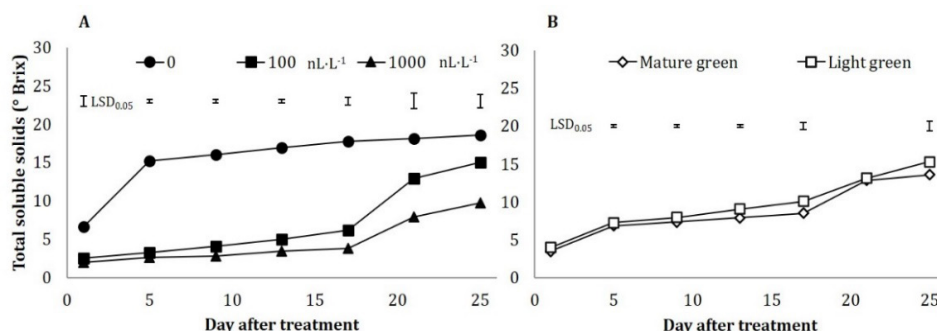 A
B
Total soluble solids (° Brix)
30
25
20
15
10
5
0
0 100 nL·L⁻¹ 1000 nL·L⁻¹
LSD0.05
0 5 10 15 20 25
Day after treatment
30
25
20
15
10
5
0
Mature green Light green
LSD0.05
0 5 10 15 20 25
Day after treatment